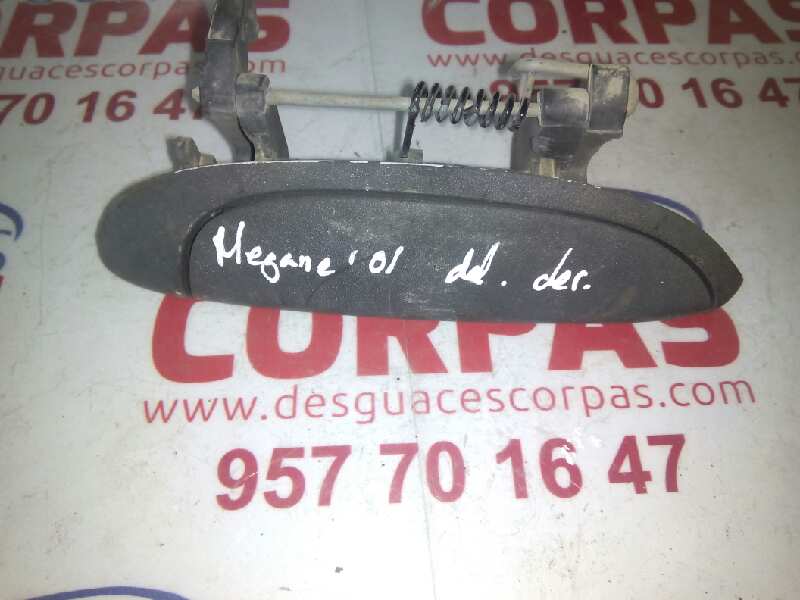 CORPAS
www.desguacescorpas.com
957 70 16 47
Megane '01 del. der.
CORPAS
www.desguacescorpas.com
957 70 16 47